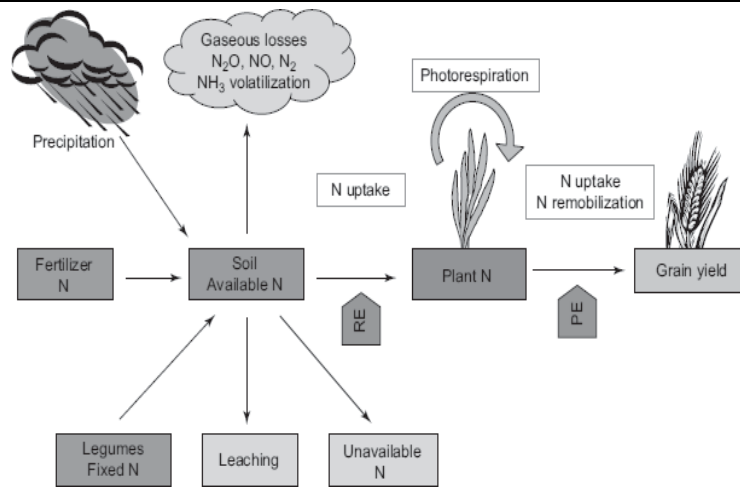 Gaseous losses
N₂O, NO, N₂
NH₃ volatilization
Precipitation
Photorespiration
N uptake
N uptake
N remobilization
Fertilizer
N
Soil
Available N
Plant N
Grain yield
RE
PE
Legumes
Fixed N
Leaching
Unavailable
N